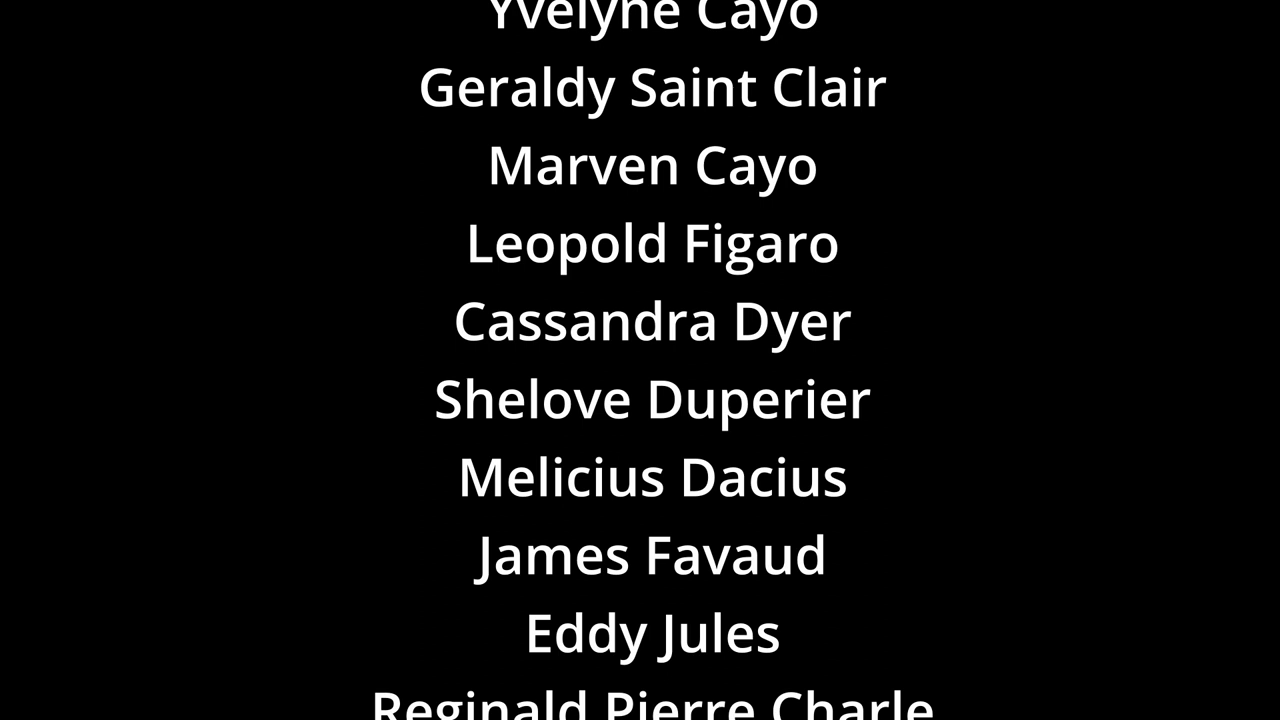 Yvelyne Cayo
Geraldy Saint Clair
Marven Cayo
Leopold Figaro
Cassandra Dyer
Shelove Duperier
Melicius Dacius
James Favaud
Eddy Jules
Reginald Pierre Charle